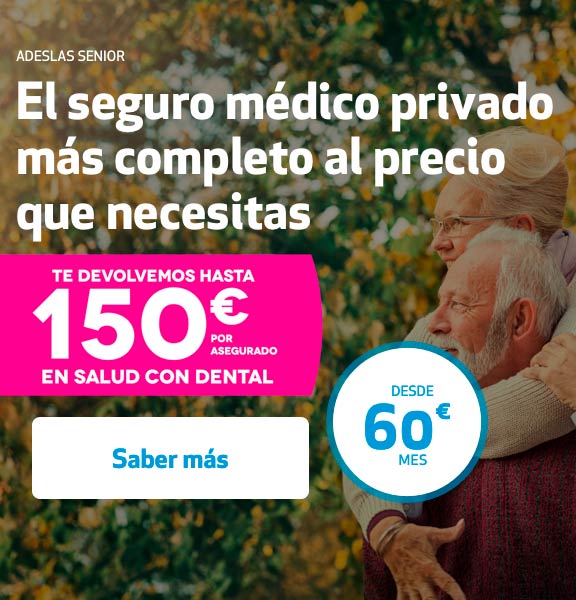 ADESLAS SENIOR
El seguro médico privado
más completo al precio
que necesitas
TE DEVOLVEMOS HASTA
150€
POR
ASEGURADO
EN SALUD CON DENTAL
DESDE
60€
MES
Saber más